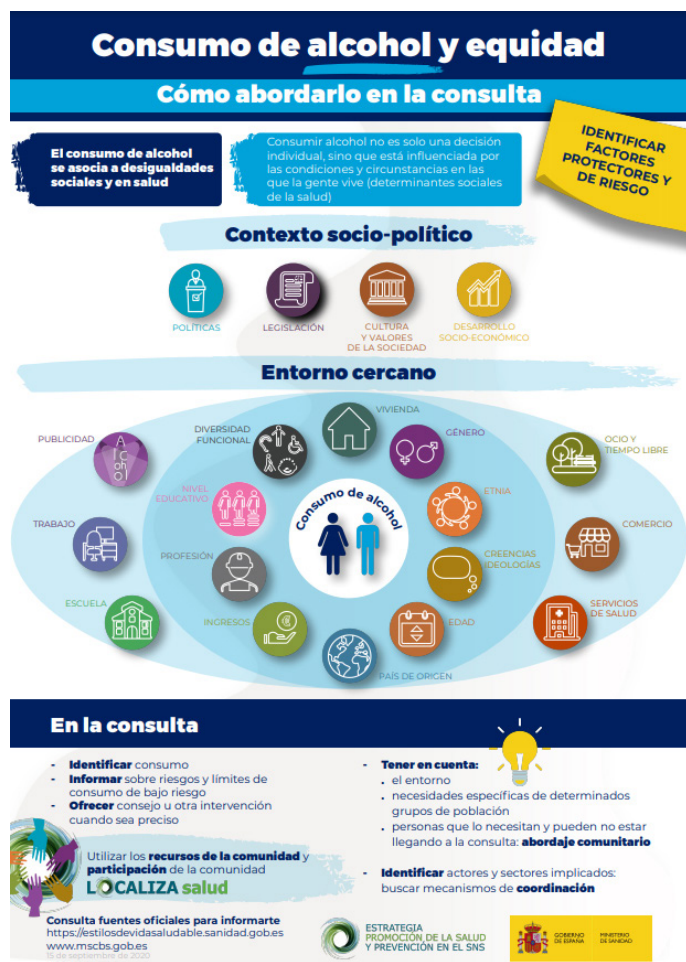 Consumo de alcohol y equidad
Cómo abordarlo en la consulta
IDENTIFICAR
FACTORES
PROTECTORES Y
DE RIESGO
El consumo de alcohol
se asocia a desigualdades
sociales y en salud
Consumir alcohol no es solo una decisión
individual, sino que está influenciada por
las condiciones y circunstancias en las
que la gente vive (determinantes sociales
de la salud)
Contexto socio-político
POLÍTICAS
LEGISLACIÓN
CULTURA
Y VALORES
DE LA SOCIEDAD
DESARROLLO
SOCIO-ECONÓMICO
Entorno cercano
VIVIENDA
DIVERSIDAD
FUNCIONAL
GÉNERO
PUBLICIDAD
Alcohol
OCIO Y
TIEMPO LIBRE
NIVEL
EDUCATIVO
ETNIA
Consumo de alcohol
TRABAJO
COMERCIO
PROFESIÓN
CREENCIAS
IDEOLOGÍAS
ESCUELA
SERVICIOS
DE SALUD
INGRESOS
EDAD
PAÍS DE ORIGEN
En la consulta
- Identificar consumo
- Informar sobre riesgos y límites de
consumo de bajo riesgo
- Ofrecer consejo u otra intervención
cuando sea preciso
Utilizar los recursos de la comunidad y
participación de la comunidad
LOCALIZA salud
- Tener en cuenta:
. el entorno
. necesidades específicas de determinados
grupos de población
. personas que lo necesitan y pueden no estar
llegando a la consulta: abordaje comunitario
- Identificar actores y sectores implicados:
buscar mecanismos de coordinación
Consulta fuentes oficiales para informarte
https://estilosdevidasaludable.sanidad.gob.es
www.mscbs.gob.es
15 de septiembre de 2020
ESTRATEGIA
PROMOCIÓN DE LA SALUD
Y PREVENCIÓN EN EL SNS
GOBIERNO
DE ESPAÑA
MINISTERIO
DE SANIDAD